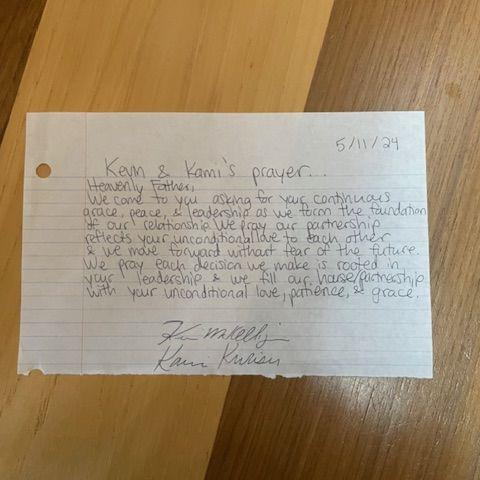 5/11/24
Kevin & Kami's prayer...
Heavenly Father,
We come to you asking for your continuous
grace, peace, & leadership as we form the foundation
of our relationship. We pray our partnership
reflects your unconditional love to each other
& we move forward without fear of the future.
We pray each decision we make is rooted in
your leadership & we fill our house/partnership
with your unconditional love, patience, & grace.
Kami